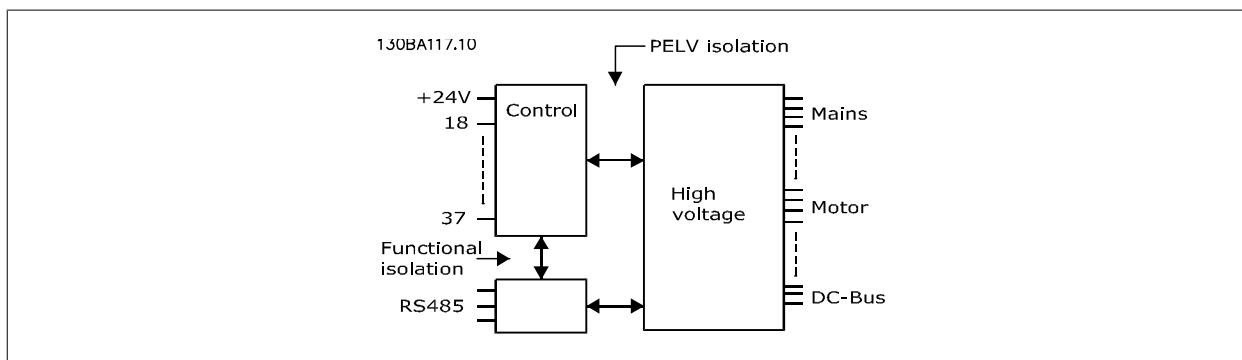 130BA117.10
PELV isolation
+24V
Control
18
Mains
High
voltage
Motor
37
Functional
isolation
RS485
DC-Bus